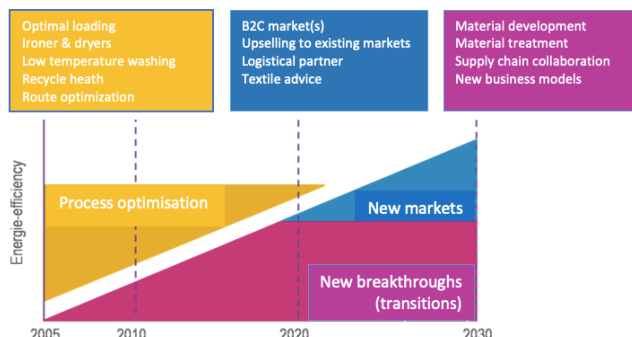 Optimal loading
Ironer & dryers
Low temperature washing
Recycle heath
Route optimization
B2C market(s)
Upselling to existing markets
Logistical partner
Textile advice
Material development
Material treatment
Supply chain collaboration
New business models
Energie-efficiency
Process optimisation
New markets
New breakthroughs
(transitions)
2005
2010
2020
2030